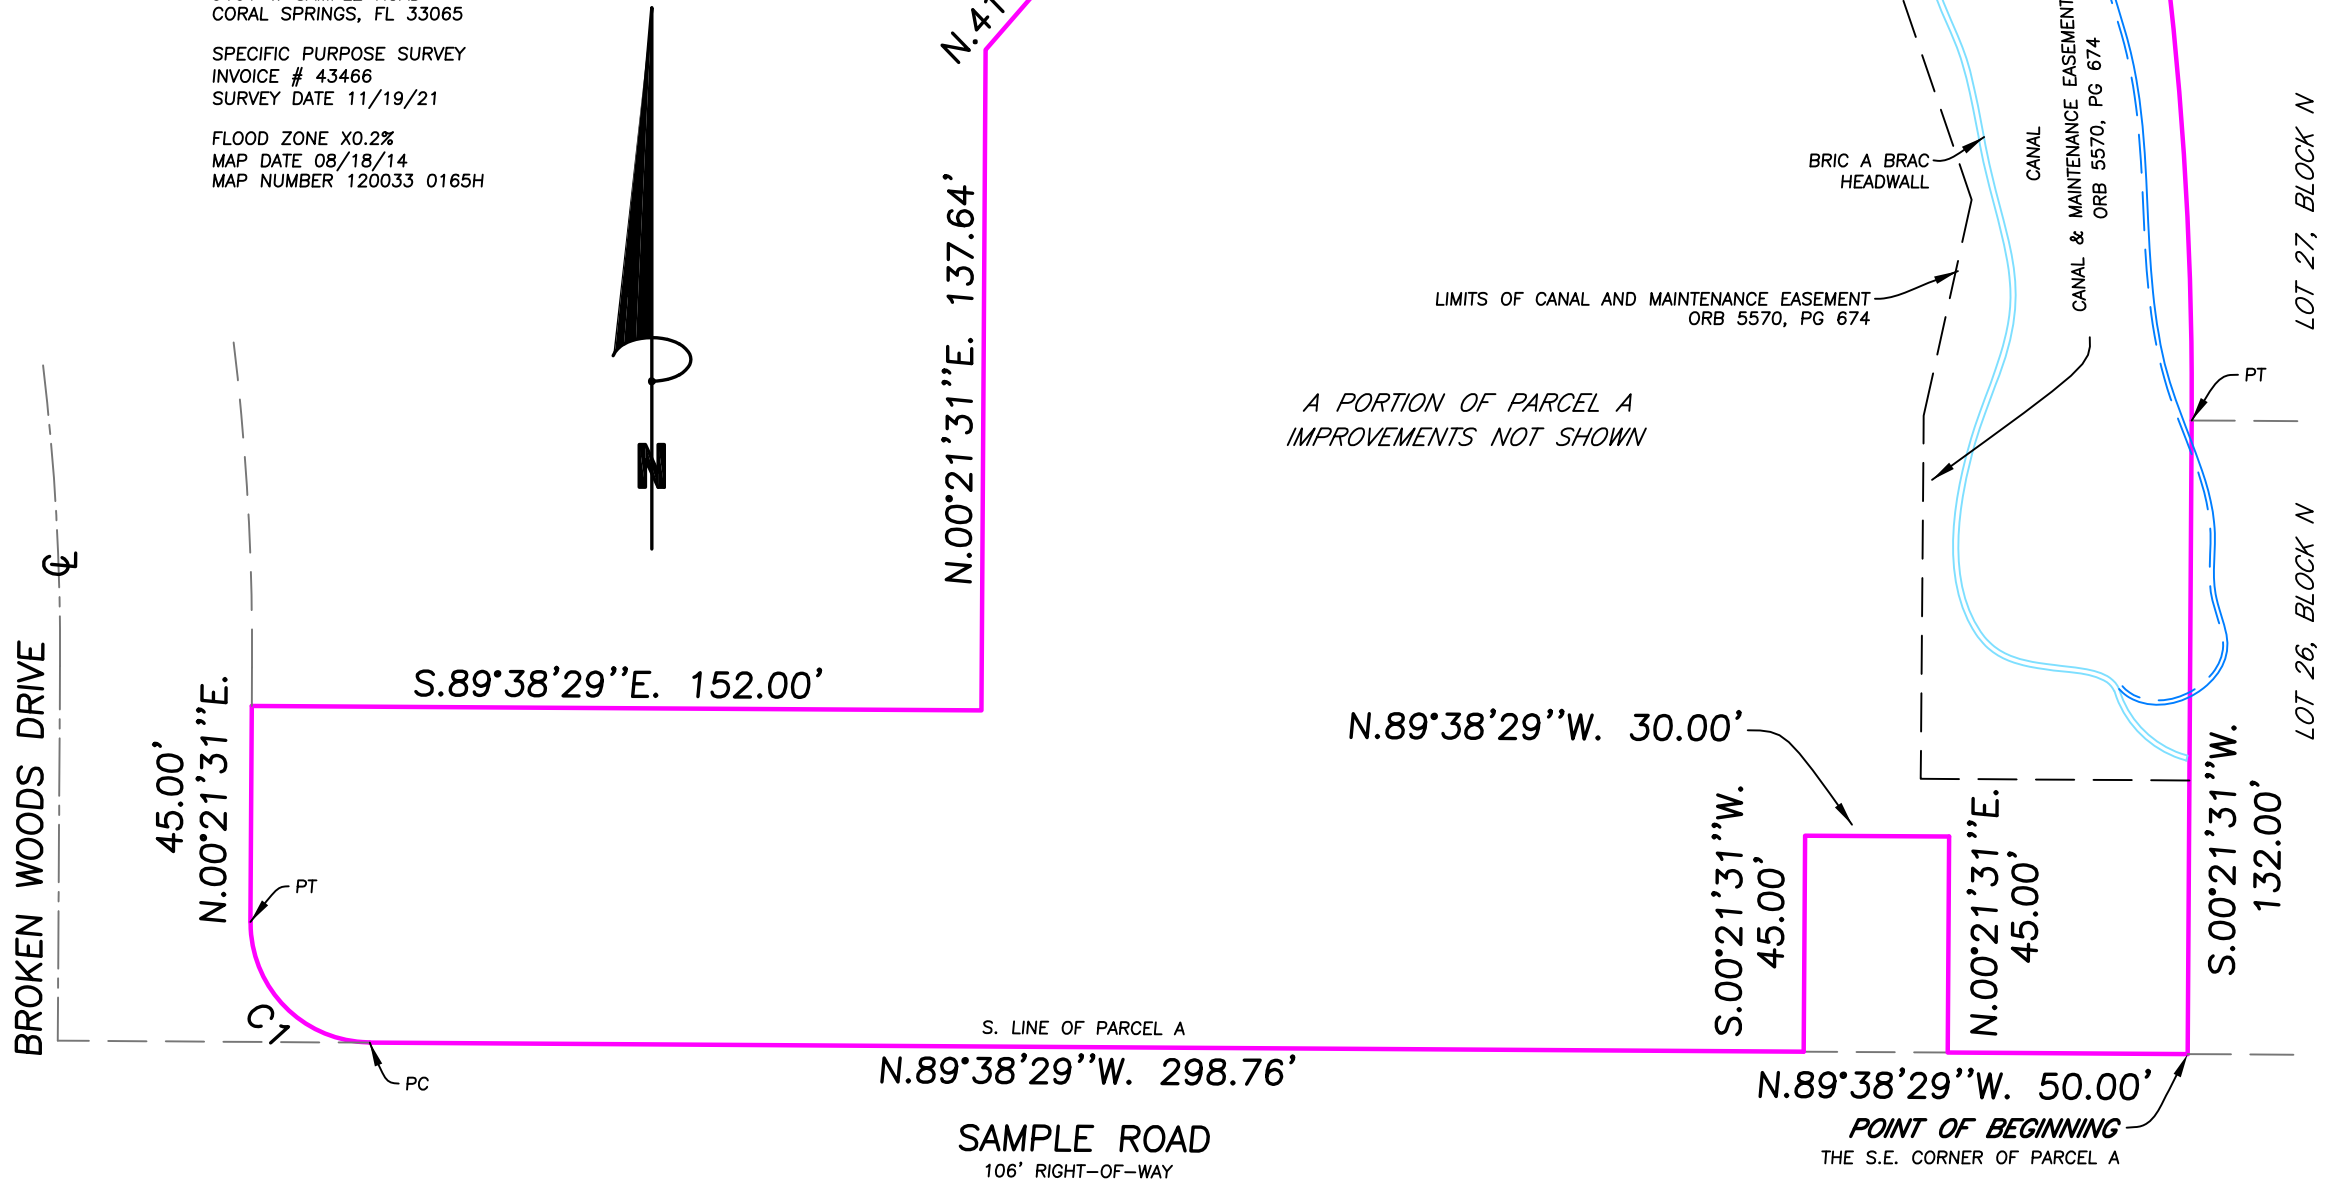 CORAL SPRINGS, FL 33065
SPECIFIC PURPOSE SURVEY
INVOICE # 43466
SURVEY DATE 11/19/21
FLOOD ZONE X0.2%
MAP DATE 08/18/14
MAP NUMBER 120033 0165H
N
N.41
N.00°21'31''E. 137.64'
BRIC A BRAC
HEADWALL
CANAL
CANAL & MAINTENANCE EASEMENT
ORB 5570, PG 674
LOT 27, BLOCK N
LIMITS OF CANAL AND MAINTENANCE EASEMENT
ORB 5570, PG 674
A PORTION OF PARCEL A
IMPROVEMENTS NOT SHOWN
PT
LOT 26, BLOCK N
℄
BROKEN WOODS DRIVE
S.89°38'29''E. 152.00'
45.00'
N.00°21'31''E.
PT
C1
PC
N.89°38'29''W. 30.00'
S.00°21'31''W.
45.00'
N.00°21'31''E.
45.00'
S.00°21'31''W.
132.00'
S. LINE OF PARCEL A
N.89°38'29''W. 298.76'
N.89°38'29''W. 50.00'
SAMPLE ROAD
106' RIGHT-OF-WAY
POINT OF BEGINNING
THE S.E. CORNER OF PARCEL A